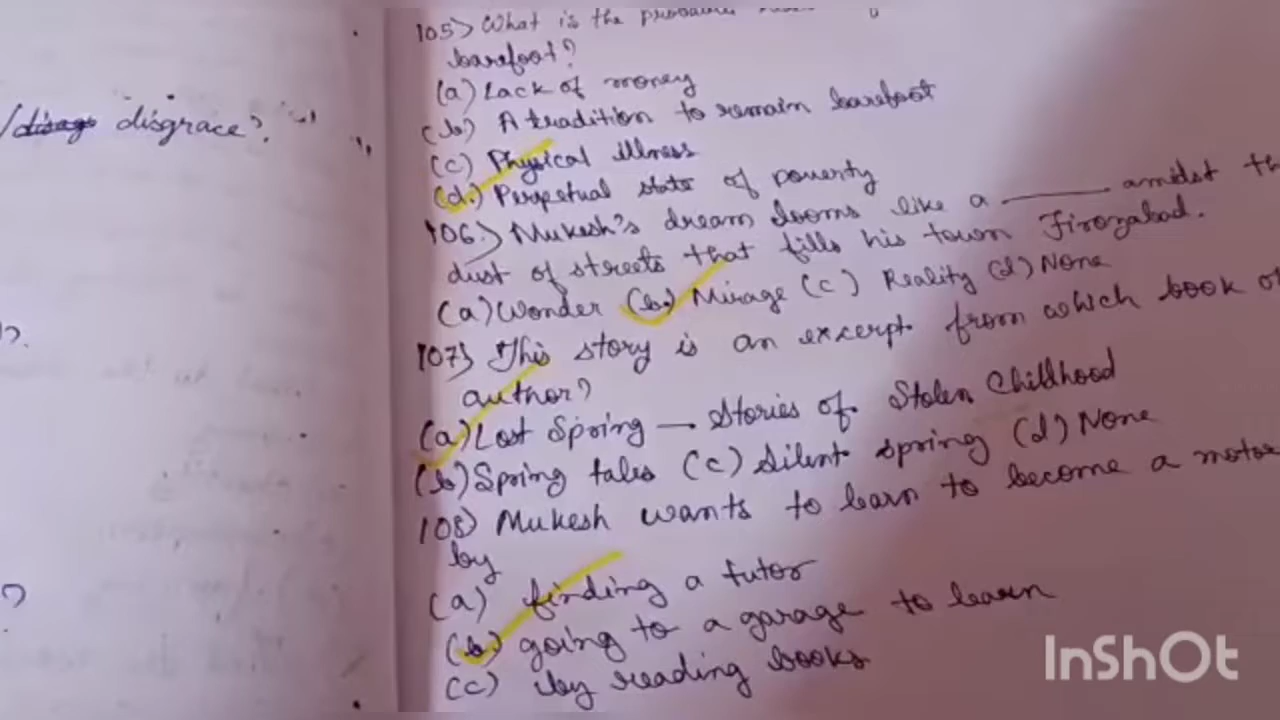 /disgrace?
105) What is the
barefoot?
(a) Lack of money
(b) A tradition to remain barefoot
(c) Physical illness
(d.) Perpetual state of poverty
106.) Mukesh's dream looms like a ______ amidst th
dust of streets that fills his town Firozabad.
(a) Wonder (b.) Mirage (c) Reality (d) None
107) This story is an excerpt from which book of
author?
(a) Lost Spring — Stories of Stolen Childhood
(b) Spring tales (c) Silent spring (d) None
108) Mukesh wants to learn to become a motor
by
(a) finding a tutor
(b) going to a garage to learn
(c) by reading books
InShOt